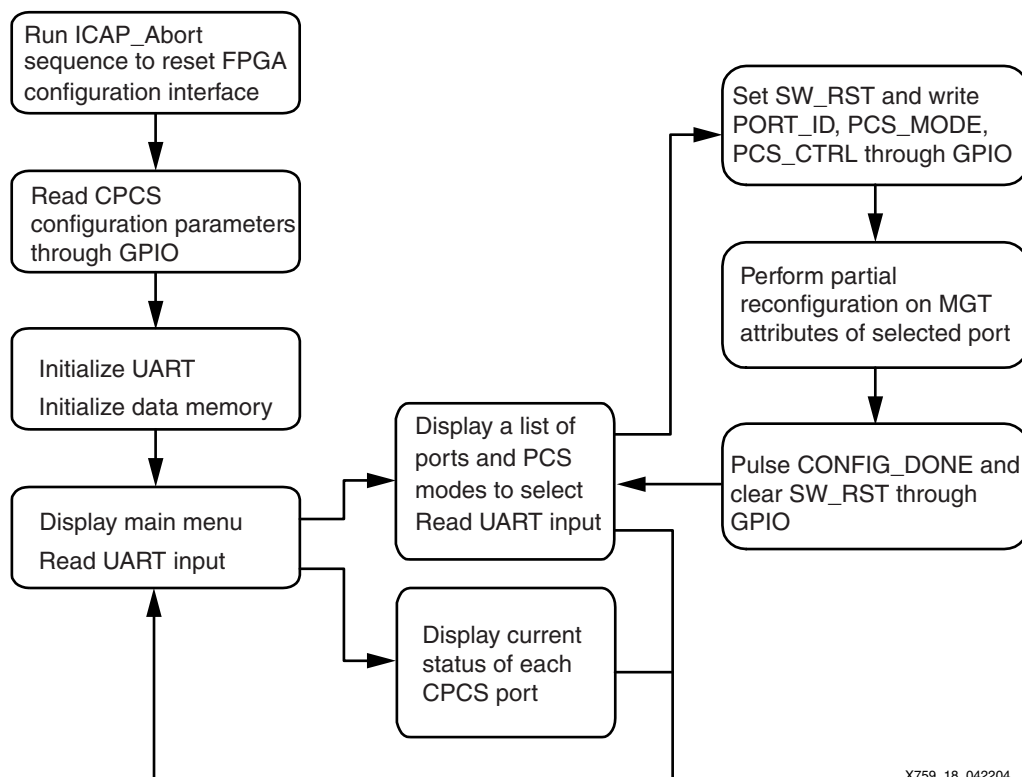 Run ICAP_Abort
sequence to reset FPGA
configuration interface
Read CPCS
configuration parameters
through GPIO
Initialize UART
Initialize data memory
Display main menu
Read UART input
Display a list of
ports and PCS
modes to select
Read UART input
Display current
status of each
CPCS port
Set SW_RST and write
PORT_ID, PCS_MODE,
PCS_CTRL through GPIO
Perform partial
reconfiguration on MGT
attributes of selected port
Pulse CONFIG_DONE and
clear SW_RST through
GPIO
X759_18_042204